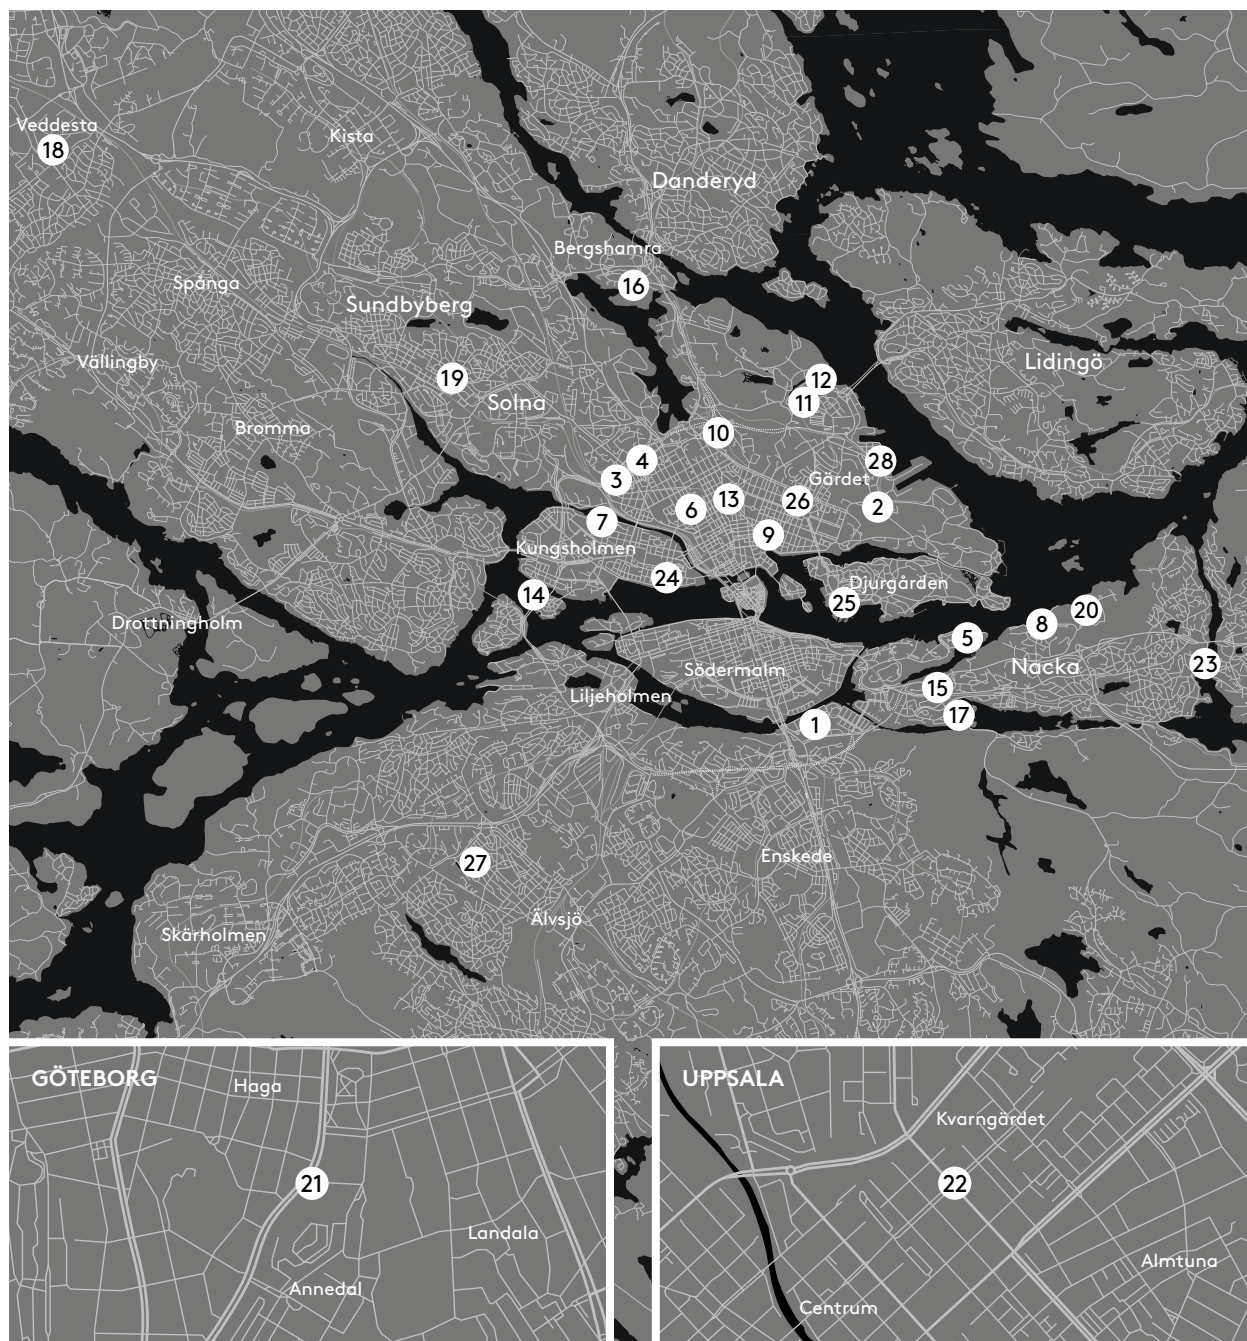 Veddesta
18
Kista
Danderyd
Bergshamra
16
Spånga
Sundbyberg
Vällingby
Lidingö
19
12
Solna
11
Bromma
10
4
28
3
Gärdet
13
26
6
2
7
9
Kungsholmen
24
Djurgården
14
25
20
Drottningholm
8
5
23
Nacka
Södermalm
15
Liljeholmen
17
1
Enskede
27
Älvsjö
Skärholmen
GÖTEBORG
Haga
21
Landala
Annedal
UPPSALA
Kvarngärdet
22
Almtuna
Centrum